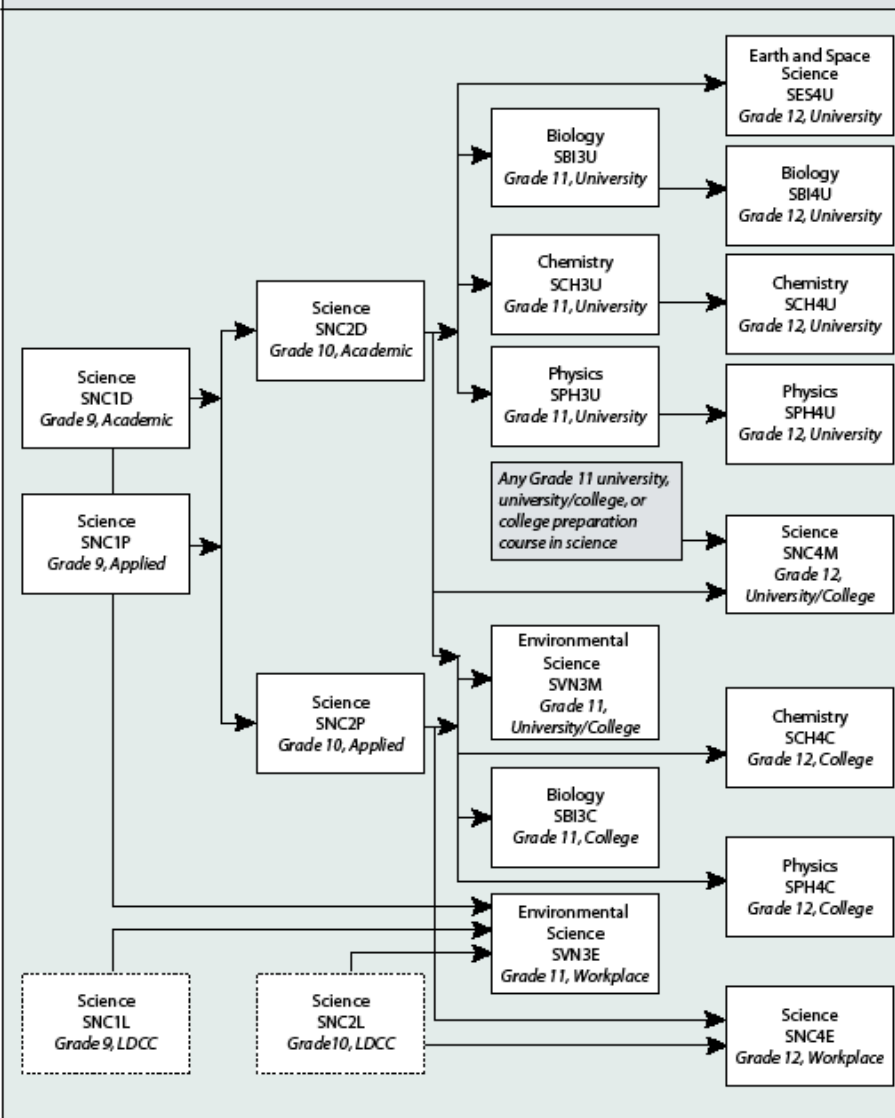 Earth and Space
Science
SES4U
Grade 12, University
Biology
SBI3U
Grade 11, University
Biology
SBI4U
Grade 12, University
Chemistry
SCH3U
Grade 11, University
Chemistry
SCH4U
Grade 12, University
Science
SNC2D
Grade 10, Academic
Science
SNC1D
Grade 9, Academic
Physics
SPH3U
Grade 11, University
Physics
SPH4U
Grade 12, University
Any Grade 11 university,
university/college, or
college preparation
course in science
Science
SNC1P
Grade 9, Applied
Science
SNC4M
Grade 12,
University/College
Environmental
Science
SVN3M
Grade 11,
University/College
Science
SNC2P
Grade 10, Applied
Chemistry
SCH4C
Grade 12, College
Biology
SBI3C
Grade 11, College
Physics
SPH4C
Grade 12, College
Environmental
Science
SVN3E
Grade 11, Workplace
Science
SNC1L
Grade 9, LDCC
Science
SNC2L
Grade10, LDCC
Science
SNC4E
Grade 12, Workplace